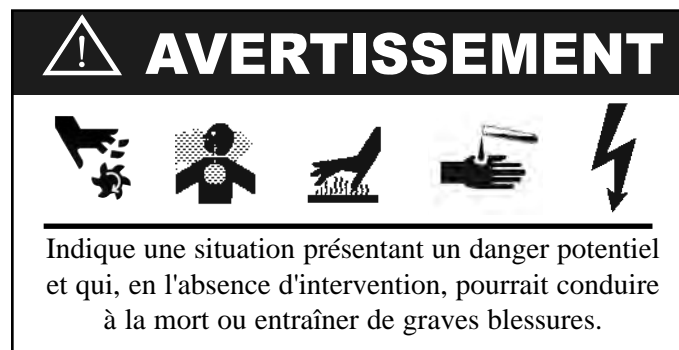 AVERTISSEMENT
Indique une situation présentant un danger potentiel
et qui, en l'absence d'intervention, pourrait conduire
à la mort ou entraîner de graves blessures.